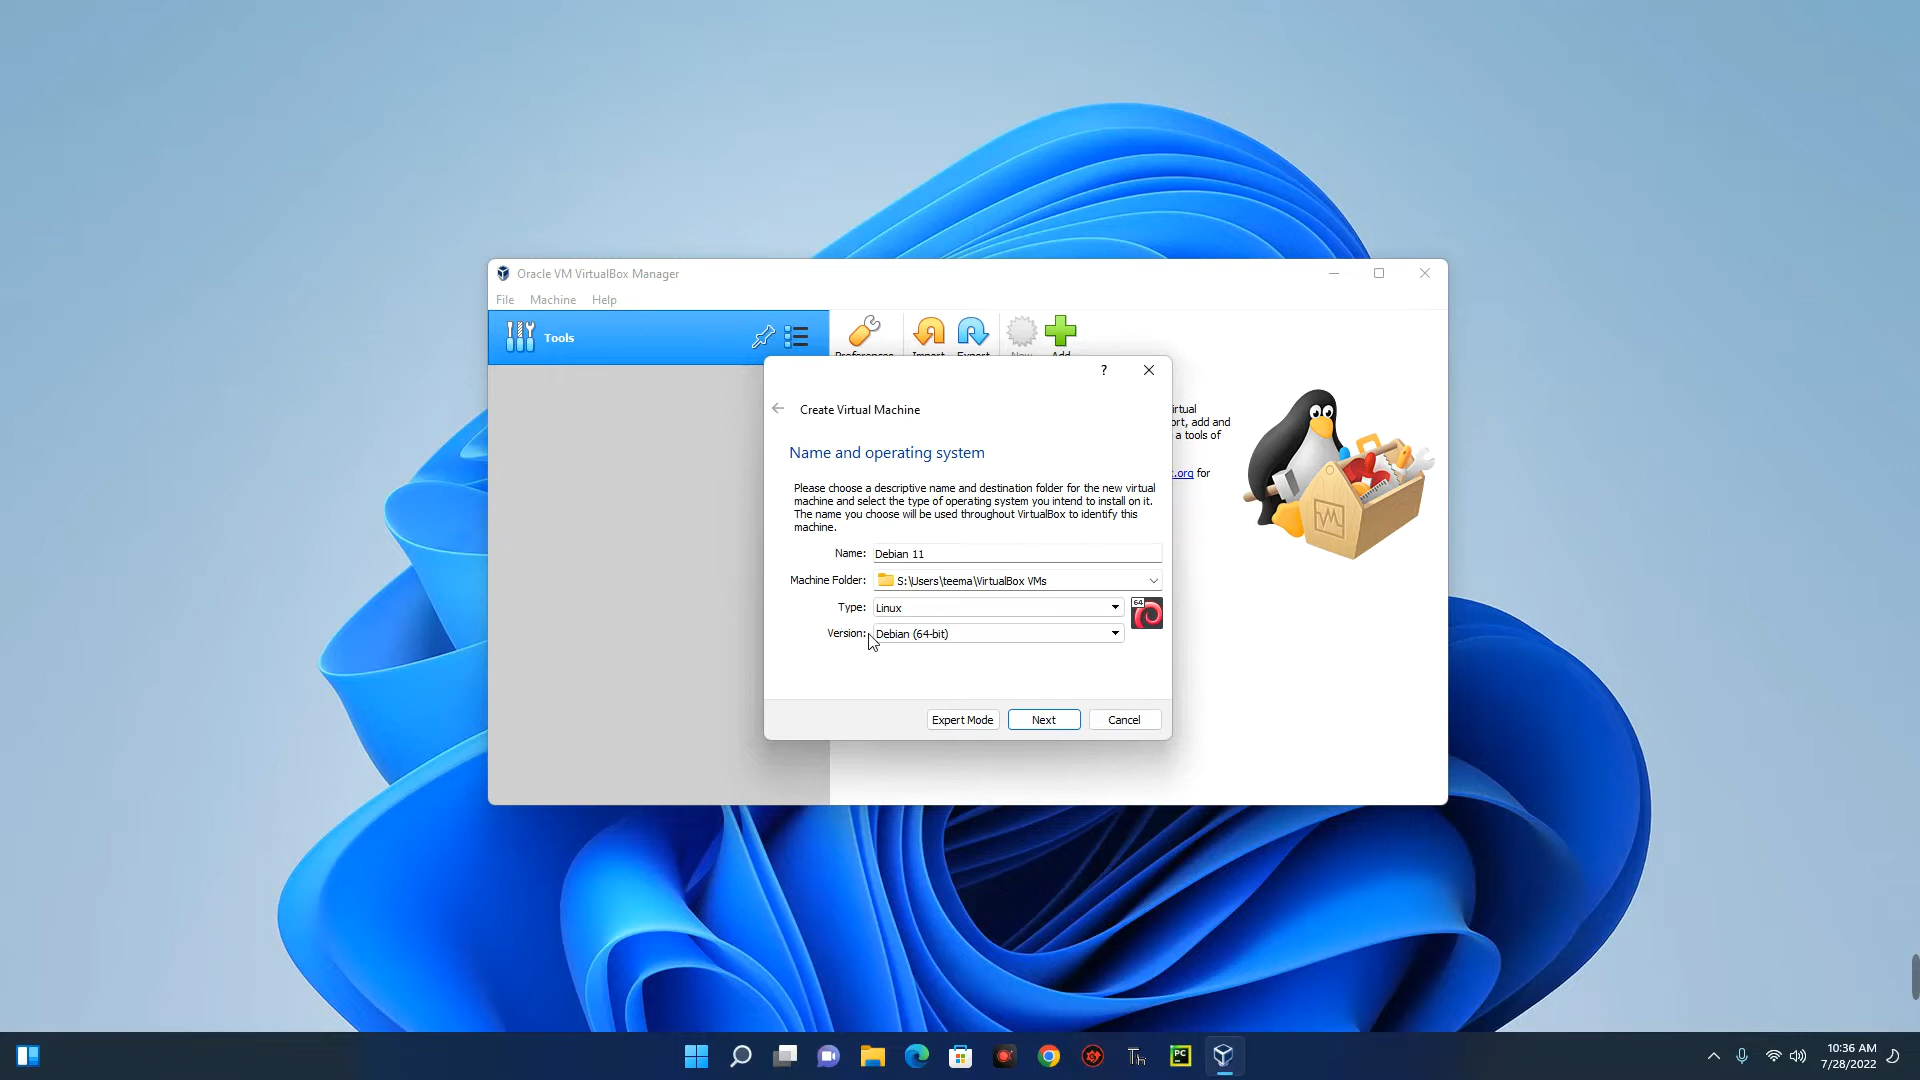 Oracle VM VirtualBox Manager
File Machine Help
Tools
Create Virtual Machine
Name and operating system
Please choose a descriptive name and destination folder for the new virtual
machine and select the type of operating system you intend to install on it.
The name you choose will be used throughout VirtualBox to identify this
machine.
Name: Debian 11
Machine Folder: S:\Users\teema\VirtualBox VMs
Type: Linux
64
Version: Debian (64-bit)
Expert Mode Next Cancel
irtual
ort, add and
a tools of
.org for
Th
PC
10:36 AM
7/28/2022